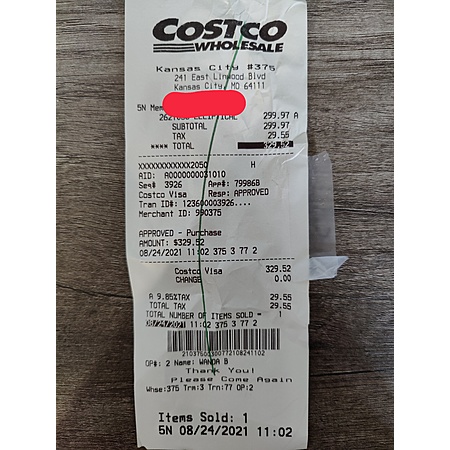 COSTCO
WHOLESALE
Kansas City #375
241 East Linwood Blvd
Kansas City, MO 64111
5N Mem
ELLIPTICAL 299.97 A
SUBTOTAL 299.97
TAX 29.55
**** TOTAL 329.52
XXXXXXXXXXXX2050 H
AID: A0000000031010
Seq# 3926 App#: 79986B
Costco Visa Resp: APPROVED
Tran ID#: 123600003926....
Merchant ID: 990375
APPROVED - Purchase
AMOUNT: $329.52
08/24/2021 11:02 375 3 77 2
Costco Visa 329.52
CHANGE 0.00
A 9.85%TAX 29.55
TOTAL TAX 29.55
TOTAL NUMBER OF ITEMS SOLD = 1
08/24/2021 11:02 375 3 77 2
21037500300772108241102
OP#: 2 Name: WANDA B
Thank You!
Please Come Again
Whse:375 Trm:3 Trn:77 OP:2
Items Sold: 1
5N 08/24/2021 11:02